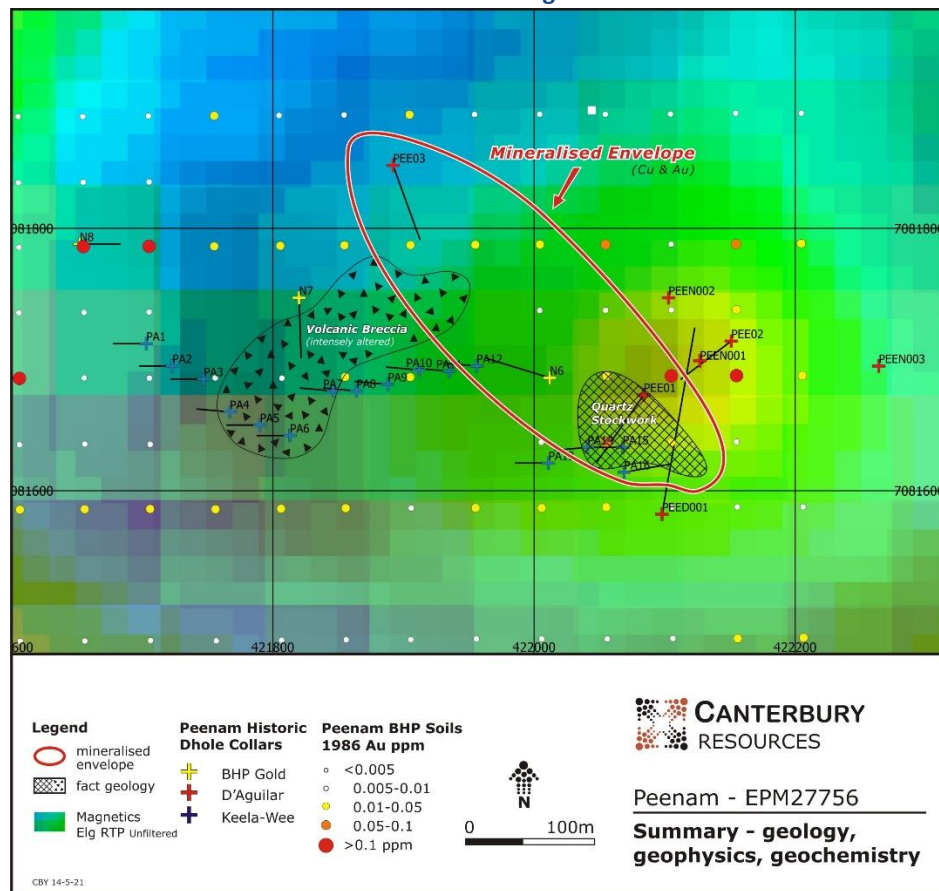 PEE03
Mineralised Envelope
(Cu & Au)
081800
7081800
N8
N7
PEEN002
Volcanic Breccia
(intensely altered)
PA1
PA2
PA3
PA10
PA12
PEE02
PEEN001
PEEN003
N6
PA7
PA8
PA9
PEE01
PA4
PA5
PA6
Quartz
Stockwork
PA14
PA15
PA16
081600
7081600
PEED001
600
421800
422000
422200
Legend
mineralised
envelope
fact geology
Magnetics
Elg RTP Unfiltered
Peenam Historic
Dhole Collars
BHP Gold
D'Aguilar
Keela-Wee
Peenam BHP Soils
1986 Au ppm
<0.005
0.005-0.01
0.01-0.05
0.05-0.1
>0.1 ppm
N
0 100m
CANTERBURY
RESOURCES
Peenam - EPM27756
Summary - geology,
geophysics, geochemistry
CBY 14-5-21